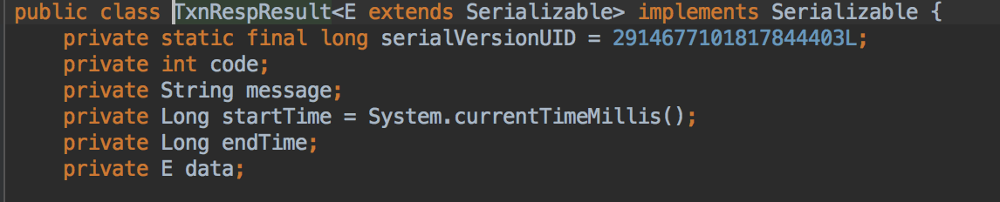 public class TxnRespResult<E extends Serializable> implements Serializable {
    private static final long serialVersionUID = 2914677101817844403L;
    private int code;
    private String message;
    private Long startTime = System.currentTimeMillis();
    private Long endTime;
    private E data;